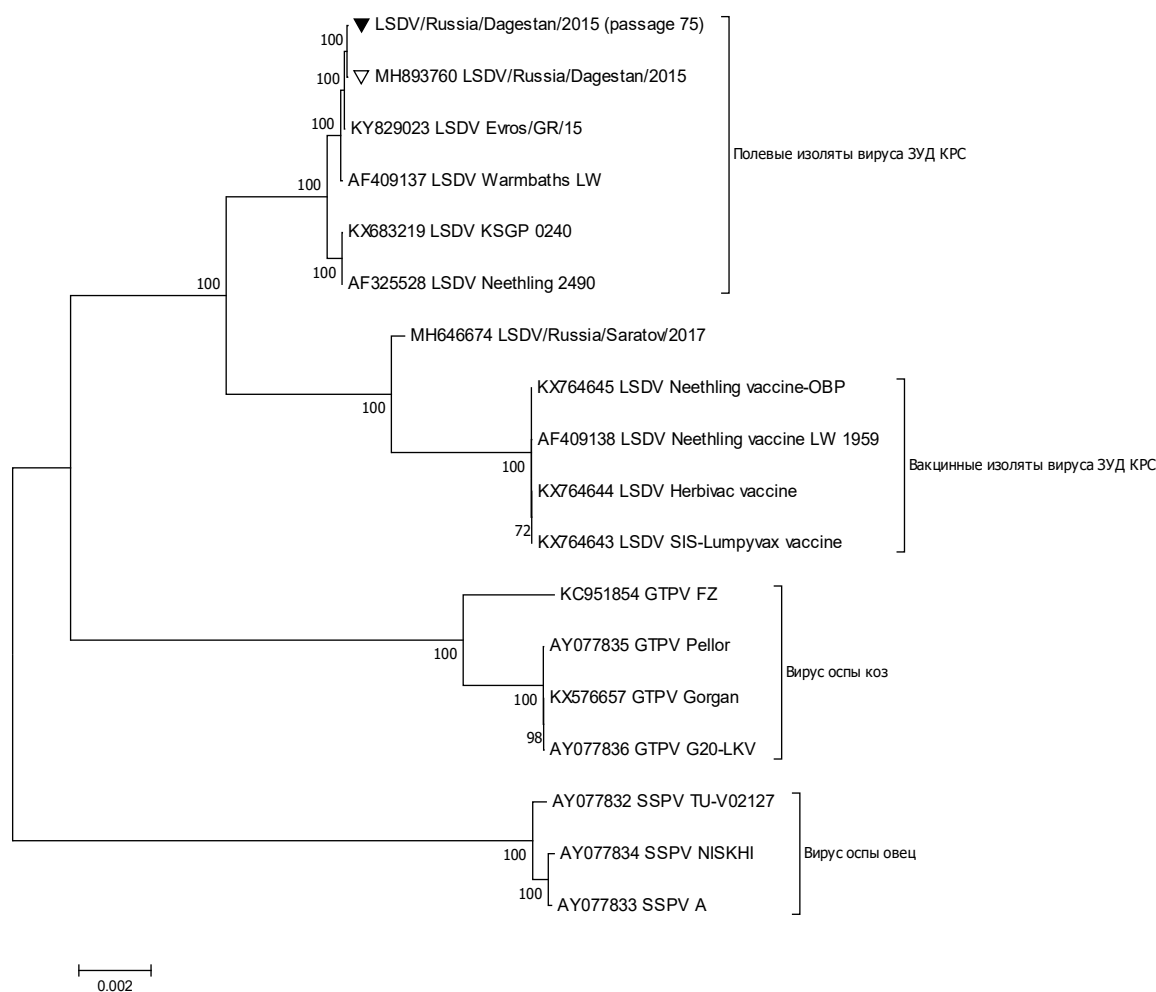 100
LSDV/Russia/Dagestan/2015 (passage 75)
100
MH893760 LSDV/Russia/Dagestan/2015
100
KY829023 LSDV Evros/GR/15
Полевые изоляты вируса ЗУД КРС
100
AF409137 LSDV Warmbaths LW
KX683219 LSDV KSGP 0240
100
AF325528 LSDV Neethling 2490
100
MH646674 LSDV/Russia/Saratov/2017
KX764645 LSDV Neethling vaccine-OBP
100
AF409138 LSDV Neethling vaccine LW 1959
100
Вакцинные изоляты вируса ЗУД КРС
KX764644 LSDV Herbivac vaccine
72
KX764643 LSDV SIS-Lumpyvax vaccine
KC951854 GTPV FZ
100
AY077835 GTPV Pellor
Вирус оспы коз
100
KX576657 GTPV Gorgan
98
AY077836 GTPV G20-LKV
AY077832 SSPV TU-V02127
100
AY077834 SSPV NISKHI
Вирус оспы овец
100
AY077833 SSPV A
0.002